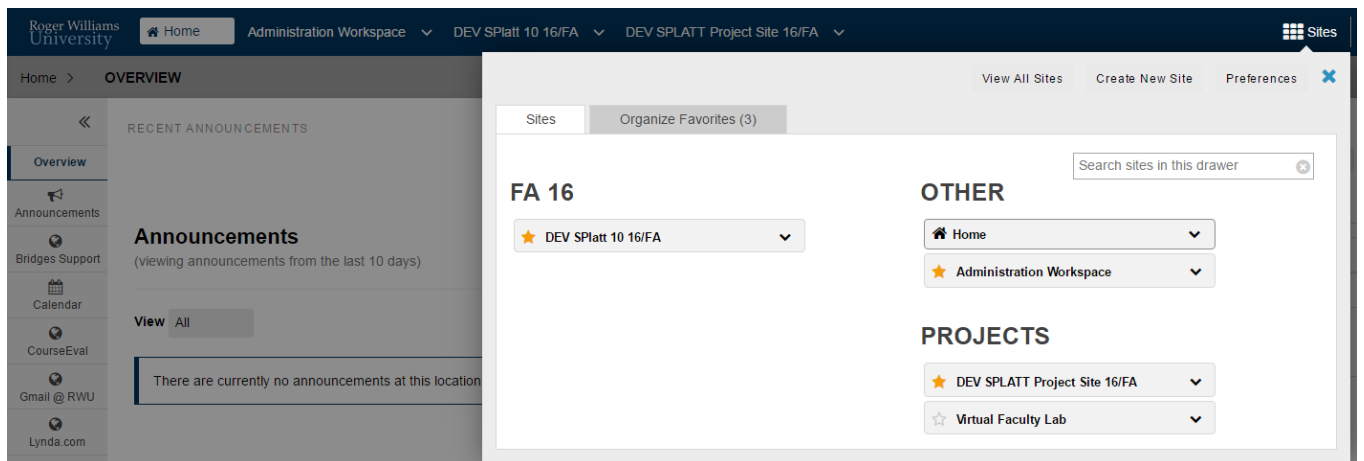 Roger Williams
University
Home
Administration Workspace
DEV SPlatt 10 16/FA
DEV SPLATT Project Site 16/FA
Sites
Home >
OVERVIEW
View All Sites
Create New Site
Preferences
Overview
Announcements
Bridges Support
Calendar
CourseEval
Gmail @ RWU
Lynda.com
RECENT ANNOUNCEMENTS
Announcements
(viewing announcements from the last 10 days)
View All
There are currently no announcements at this location
Sites
Organize Favorites (3)
Search sites in this drawer
FA 16
DEV SPlatt 10 16/FA
OTHER
Home
Administration Workspace
PROJECTS
DEV SPLATT Project Site 16/FA
Virtual Faculty Lab